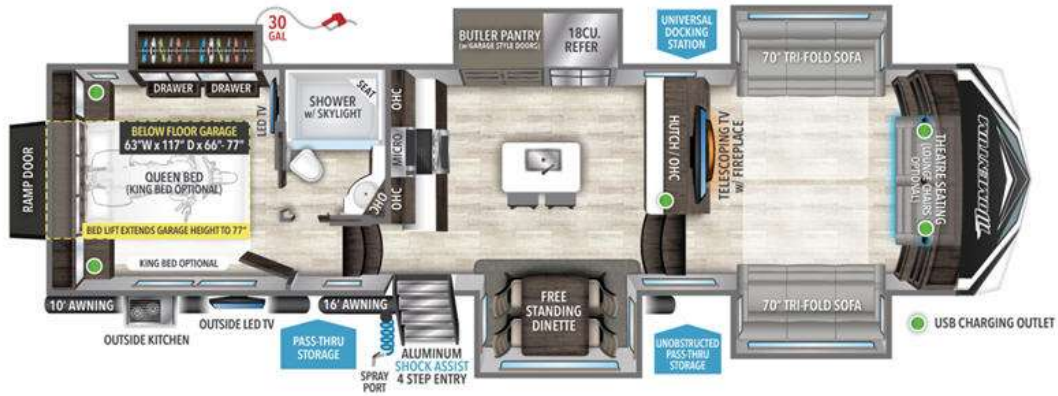 30
GAL
BUTLER PANTRY
(w/ GARAGE STYLE DOORS)
18CU.
REFER
UNIVERSAL
DOCKING
STATION
70" TRI-FOLD SOFA
DRAWER
DRAWER
LED TV
SHOWER
w/ SKYLIGHT
SEAT
OHC
MICRO
OHC
OHC
RAMP DOOR
BELOW FLOOR GARAGE
63"W x 117" D x 66"- 77"
QUEEN BED
(KING BED OPTIONAL)
BED LIFT EXTENDS GARAGE HEIGHT TO 77"
KING BED OPTIONAL
HUTCH / OHC
TELESCOPING TV
w/ FIREPLACE
THEATRE SEATING
(LOUNGE CHAIRS
OPTIONAL)
MOMENTUM
10' AWNING
16' AWNING
OUTSIDE KITCHEN
OUTSIDE LED TV
PASS-THRU
STORAGE
SPRAY
PORT
ALUMINUM
SHOCK ASSIST
4 STEP ENTRY
FREE
STANDING
DINETTE
UNOBSTRUCTED
PASS-THRU
STORAGE
70" TRI-FOLD SOFA
USB CHARGING OUTLET